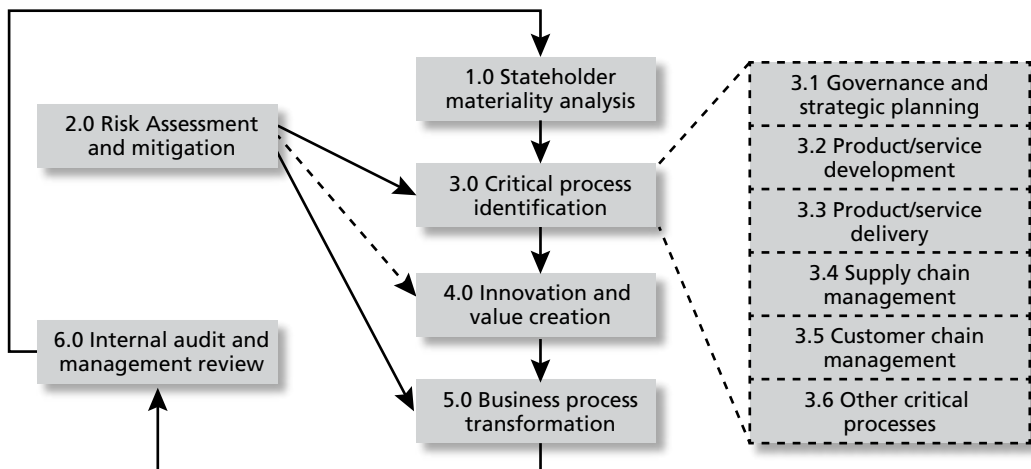 1.0 Stateholder
materiality analysis
2.0 Risk Assessment
and mitigation
3.0 Critical process
identification
4.0 Innovation and
value creation
5.0 Business process
transformation
6.0 Internal audit and
management review
3.1 Governance and
strategic planning
3.2 Product/service
development
3.3 Product/service
delivery
3.4 Supply chain
management
3.5 Customer chain
management
3.6 Other critical
processes